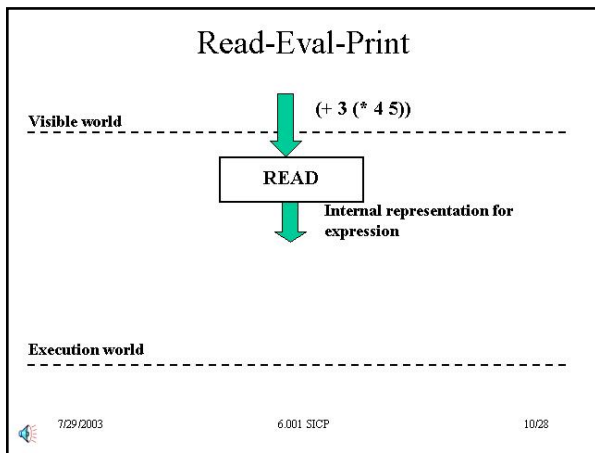 Read-Eval-Print
(+ 3 (* 4 5))
Visible world
READ
Internal representation for
expression
Execution world
7/29/2003
6.001 SICP
10/28